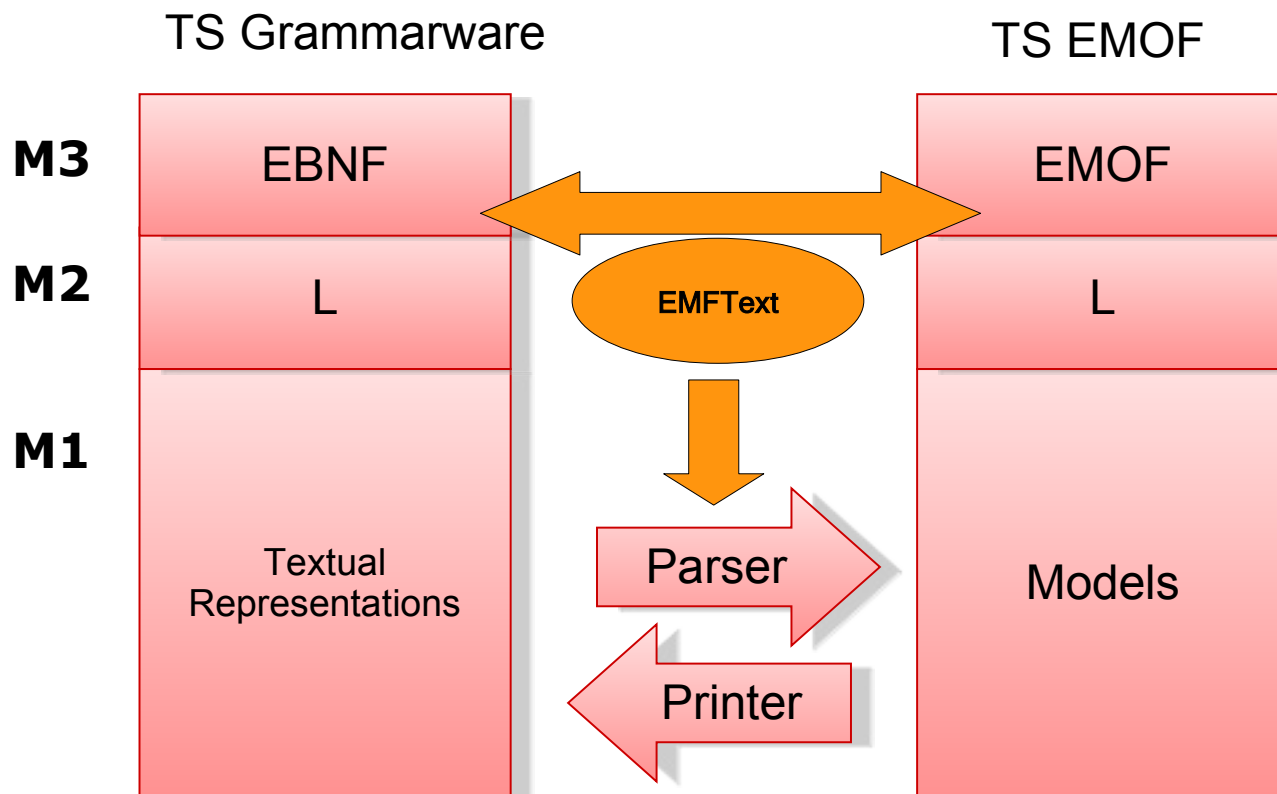 TS Grammarware
TS EMOF
M3
EBNF
EMOF
M2
L
EMFText
L
M1
Textual
Representations
Parser
Models
Printer